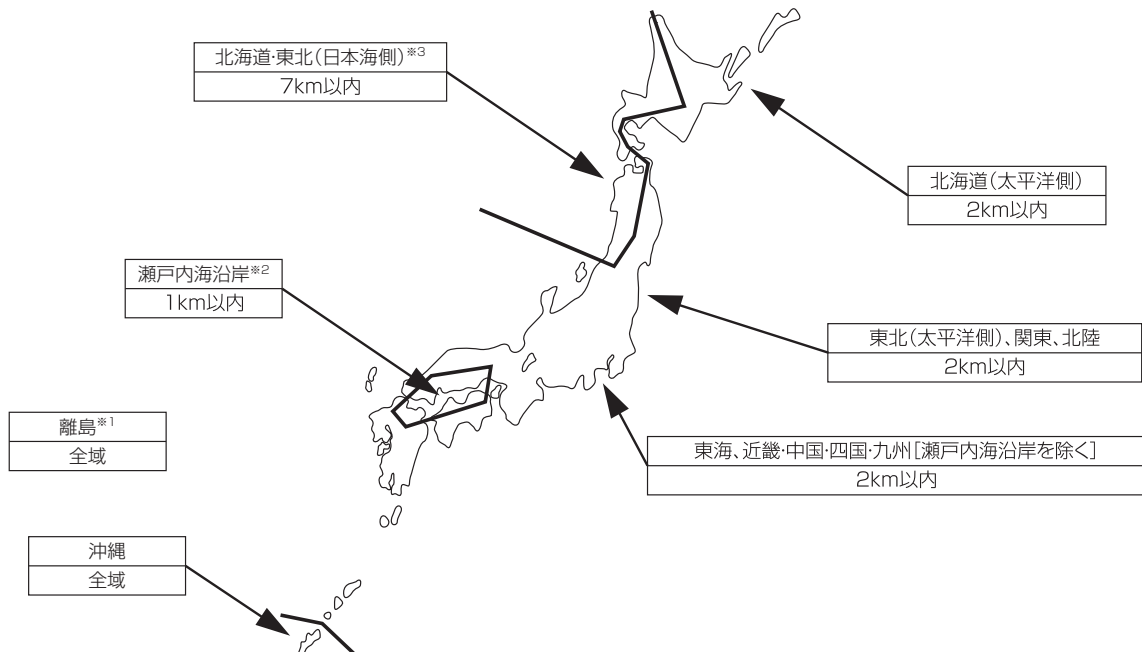 北海道・東北(日本海側)※3
7km以内
北海道(太平洋側)
2km以内
瀬戸内海沿岸※2
1km以内
東北(太平洋側)、関東、北陸
2km以内
離島※1
全域
東海、近畿・中国・四国・九州[瀬戸内海沿岸を除く]
2km以内
沖縄
全域